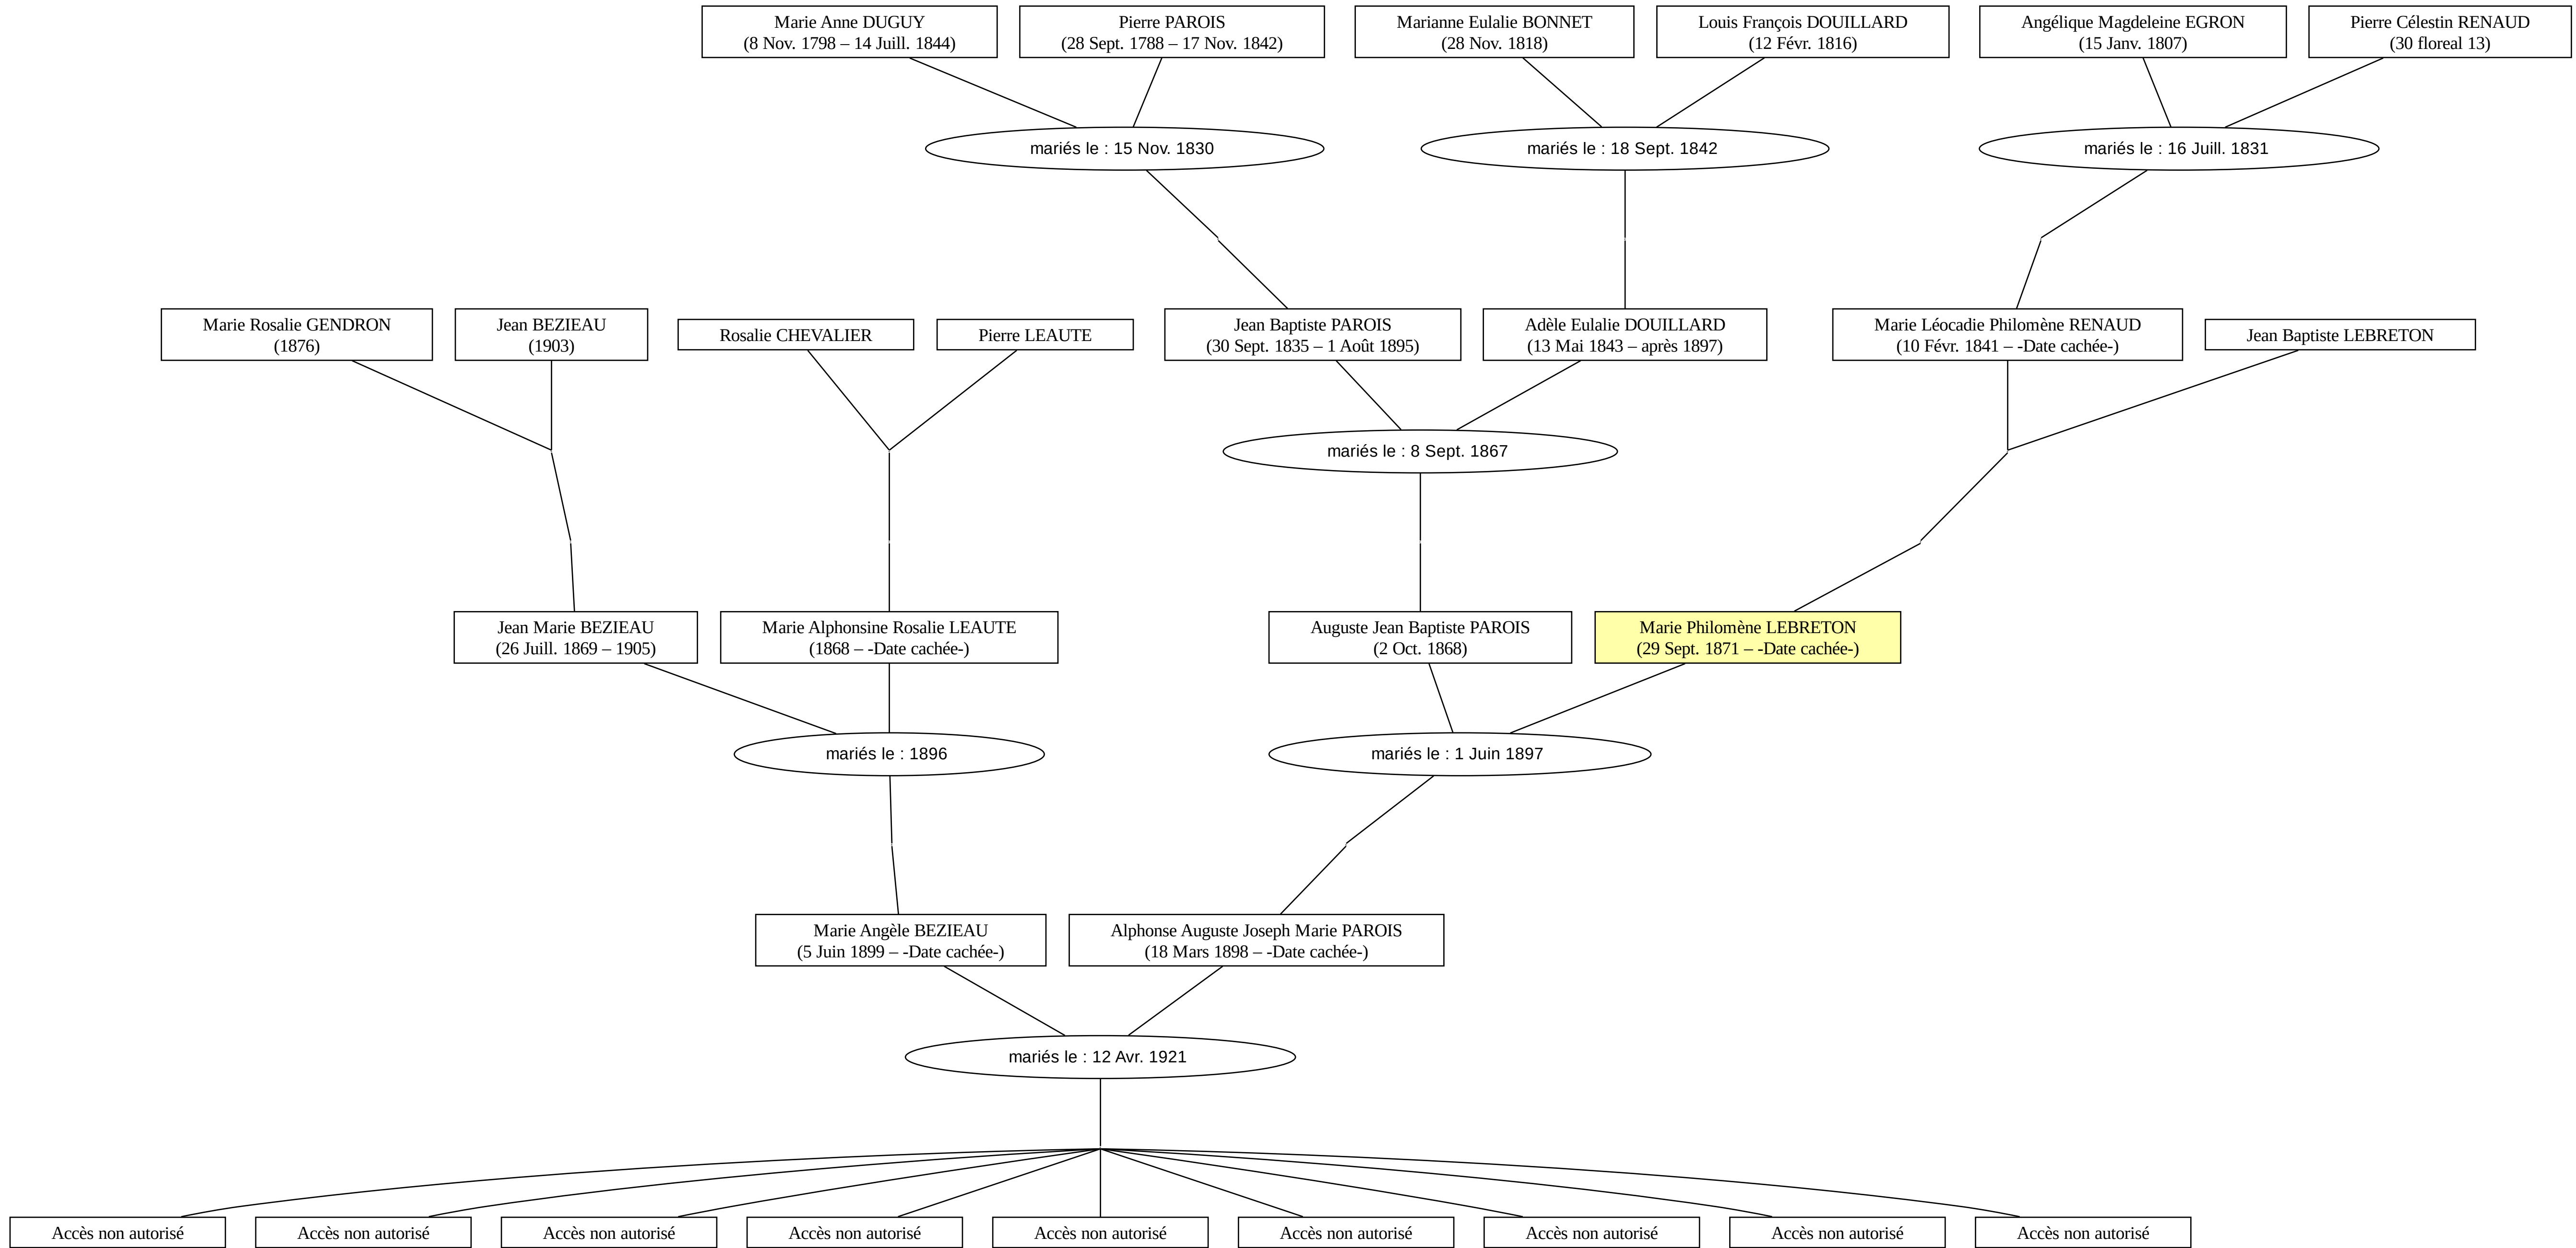 Marie Anne DUGUY
(8 Nov. 1798 – 14 Juill. 1844)
Pierre PAROIS
(28 Sept. 1788 – 17 Nov. 1842)
Marianne Eulalie BONNET
(28 Nov. 1818)
Louis François DOUILLARD
(12 Févr. 1816)
Angélique Magdeleine EGRON
(15 Janv. 1807)
Pierre Célestin RENAUD
(30 floreal 13)
mariés le : 15 Nov. 1830
mariés le : 18 Sept. 1842
mariés le : 16 Juill. 1831
Marie Rosalie GENDRON
(1876)
Jean BEZIEAU
(1903)
Rosalie CHEVALIER
Pierre LEAUTE
Jean Baptiste PAROIS
(30 Sept. 1835 – 1 Août 1895)
Adèle Eulalie DOUILLARD
(13 Mai 1843 – après 1897)
Marie Léocadie Philomène RENAUD
(10 Févr. 1841 – -Date cachée-)
Jean Baptiste LEBRETON
mariés le : 8 Sept. 1867
Jean Marie BEZIEAU
(26 Juill. 1869 – 1905)
Marie Alphonsine Rosalie LEAUTE
(1868 – -Date cachée-)
Auguste Jean Baptiste PAROIS
(2 Oct. 1868)
Marie Philomène LEBRETON
(29 Sept. 1871 – -Date cachée-)
mariés le : 1896
mariés le : 1 Juin 1897
Marie Angèle BEZIEAU
(5 Juin 1899 – -Date cachée-)
Alphonse Auguste Joseph Marie PAROIS
(18 Mars 1898 – -Date cachée-)
mariés le : 12 Avr. 1921
Accès non autorisé
Accès non autorisé
Accès non autorisé
Accès non autorisé
Accès non autorisé
Accès non autorisé
Accès non autorisé
Accès non autorisé
Accès non autorisé